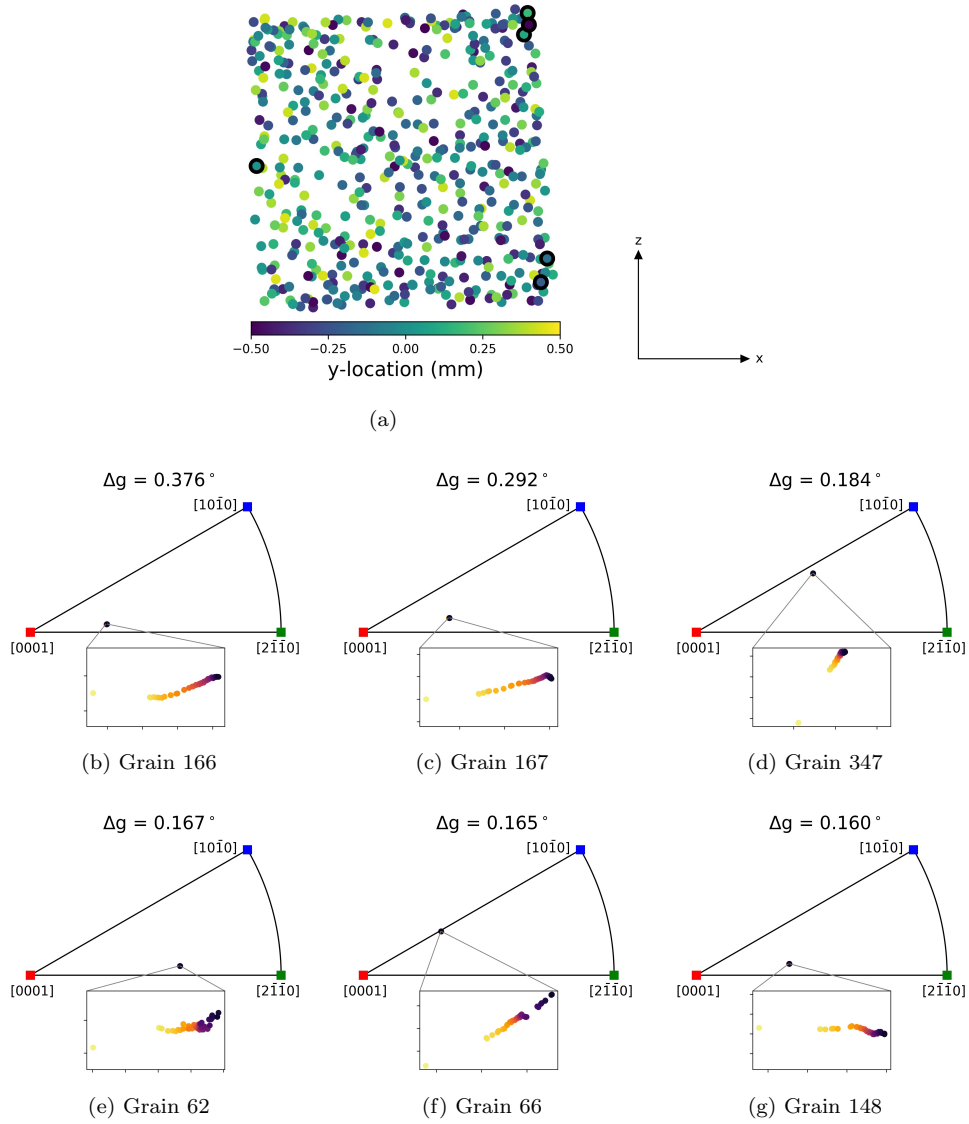 z
x
−0.50 −0.25 0.00 0.25 0.50
y-location (mm)
(a)
Δg = 0.376°
[101̄0]
[0001]
[21̄1̄0]
(b) Grain 166
Δg = 0.292°
[101̄0]
[0001]
[21̄1̄0]
(c) Grain 167
Δg = 0.184°
[101̄0]
[0001]
[21̄1̄0]
(d) Grain 347
Δg = 0.167°
[101̄0]
[0001]
[21̄1̄0]
(e) Grain 62
Δg = 0.165°
[101̄0]
[0001]
[21̄1̄0]
(f) Grain 66
Δg = 0.160°
[101̄0]
[0001]
[21̄1̄0]
(g) Grain 148